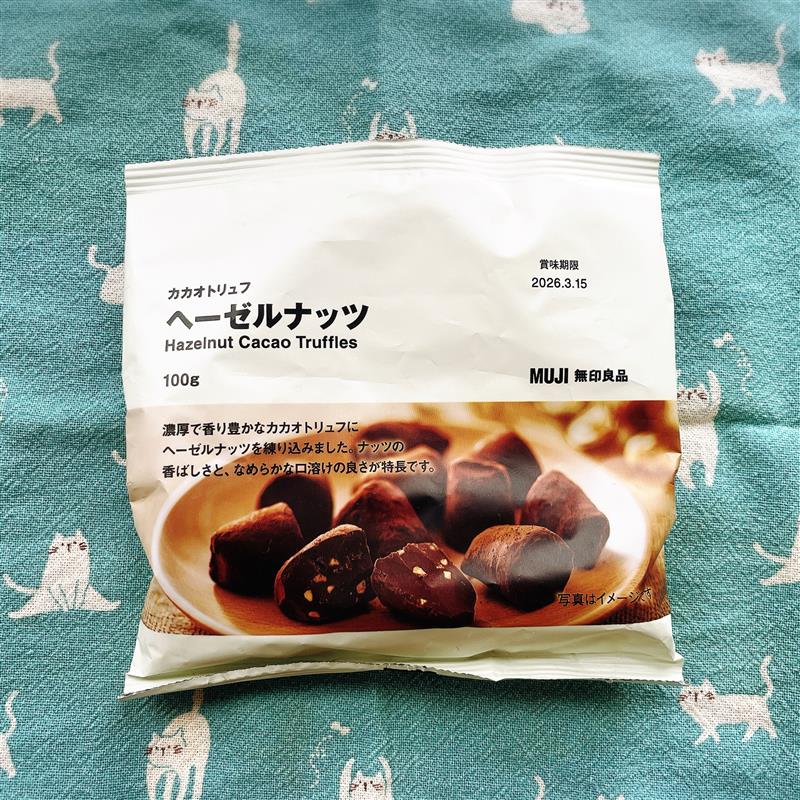 カカオトリュフ
ヘーゼルナッツ
Hazelnut Cacao Truffles
100g
賞味期限
2026.3.15
MUJI 無印良品
濃厚で香り豊かなカカオトリュフに
ヘーゼルナッツを練り込みました。ナッツの
香ばしさと、なめらかな口溶けの良さが特長です。
写真はイメージです